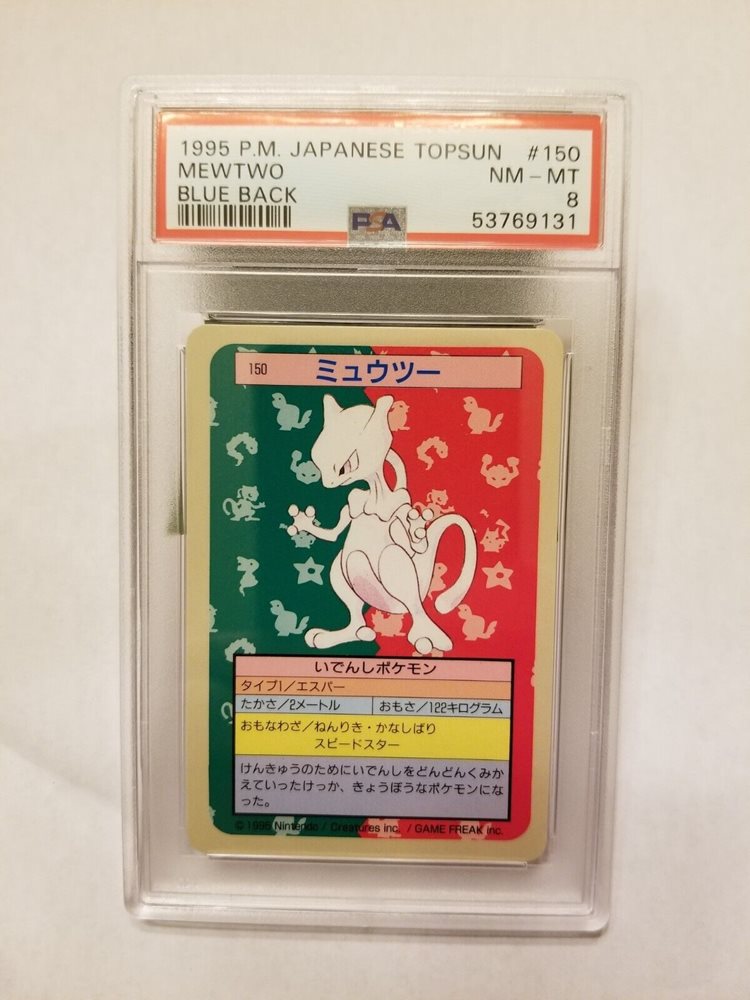 1995 P.M. JAPANESE TOPSUN #150
MEWTWO NM - MT
BLUE BACK 8
PSA 53769131
150 ミュウツー
いでんしポケモン
タイプ1/エスパー
たかさ/2メートル おもさ/122キログラム
おもなわざ/ねんりき・かなしばり
スピードスター
けんきゅうのためにいでんしをどんどんくみか
えていったけっか、きょうぼうなポケモンにな
った。
© 1995 Nintendo / Creatures inc. / GAME FREAK inc.